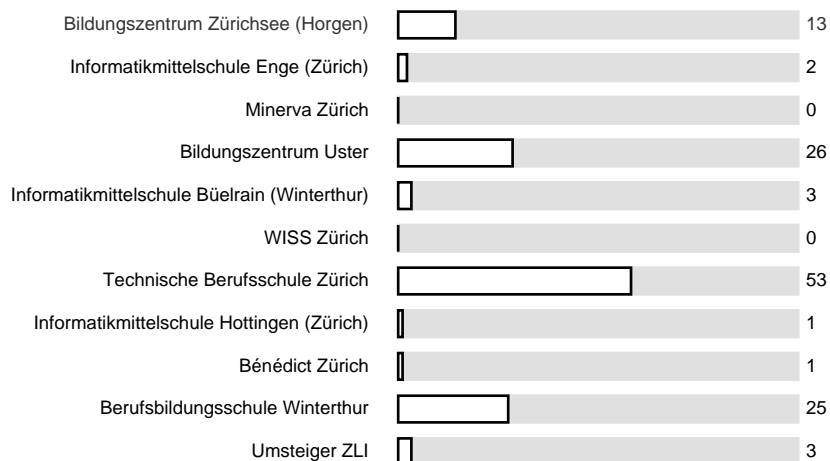 Bildungszentrum Zürichsee (Horgen) 13
Informatikmittelschule Enge (Zürich) 2
Minerva Zürich 0
Bildungszentrum Uster 26
Informatikmittelschule Büelrain (Winterthur) 3
WISS Zürich 0
Technische Berufsschule Zürich 53
Informatikmittelschule Hottingen (Zürich) 1
Bénédict Zürich 1
Berufsbildungsschule Winterthur 25
Umsteiger ZLI 3